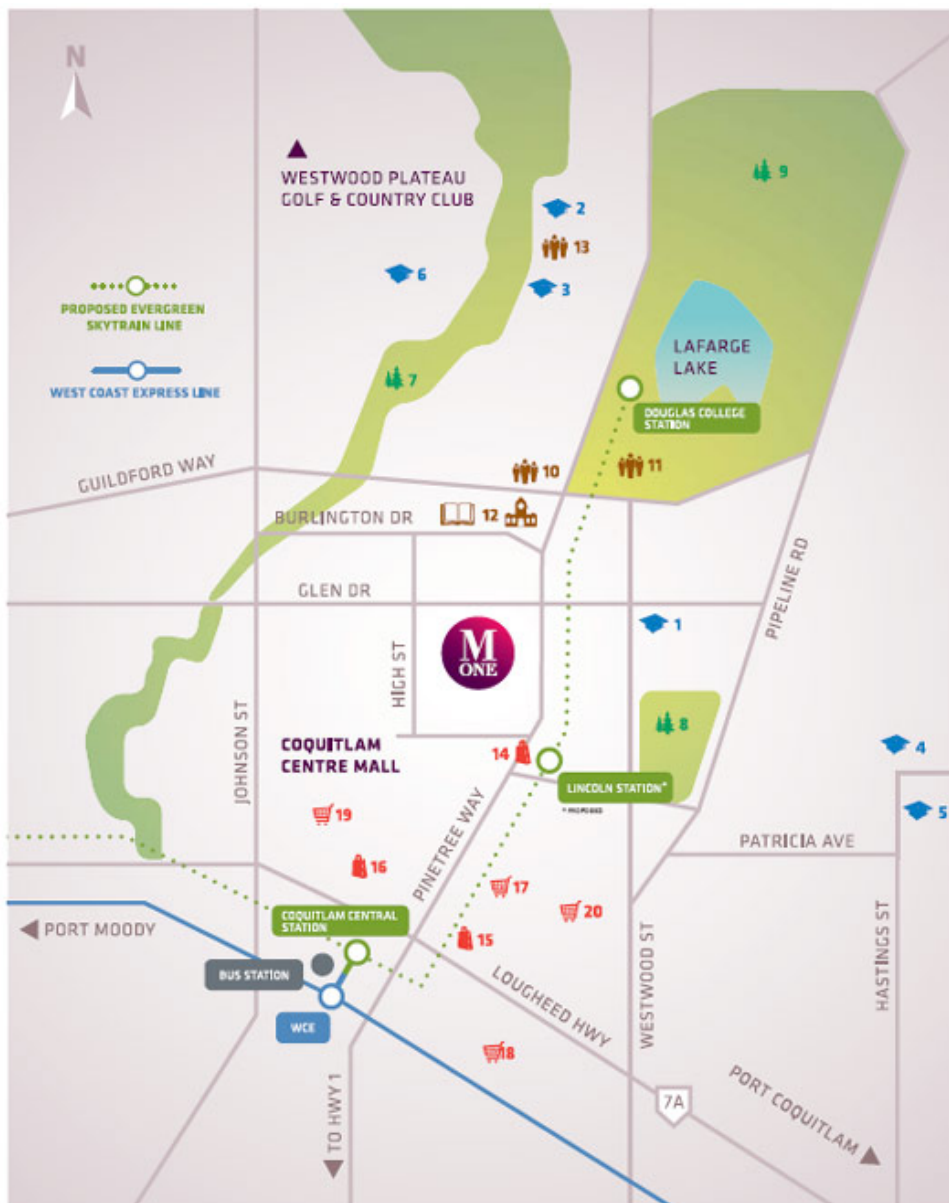 N
WESTWOOD PLATEAU
GOLF & COUNTRY CLUB
2
13
3
6
9
PROPOSED EVERGREEN
SKYTRAIN LINE
WEST COAST EXPRESS LINE
LAFARGE
LAKE
7
DOUGLAS COLLEGE
STATION
GUILDFORD WAY
10
11
BURLINGTON DR
12
GLEN DR
PIPELINE RD
1
M
ONE
HIGH ST
JOHNSON ST
8
COQUITLAM
CENTRE MALL
14
4
LINCOLN STATION*
* PROPOSED
5
19
PINETREE WAY
PATRICIA AVE
16
17
20
COQUITLAM CENTRAL
STATION
PORT MOODY
15
BUS STATION
LOUGHEED HWY
WESTWOOD ST
HASTINGS ST
WCE
18
TO HWY 1
7A
PORT COQUITLAM